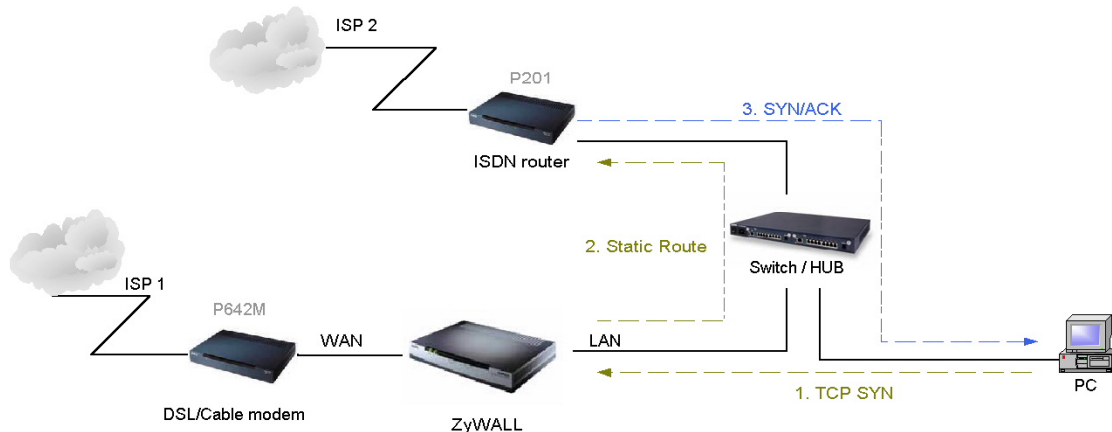 ISP 2
P201
3. SYN/ACK
ISDN router
2. Static Route
Switch / HUB
ISP 1
P642M
WAN
LAN
DSL/Cable modem
ZyWALL
1. TCP SYN
PC